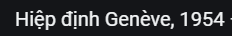 Hiệp định Genève, 1954 -